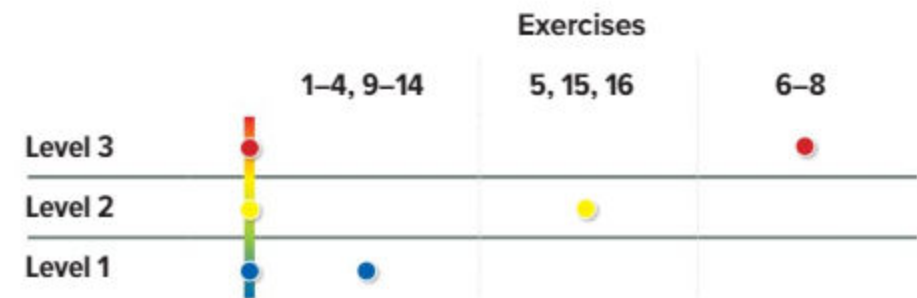 Exercises
1–4, 9–14 5, 15, 16 6–8
Level 3
Level 2
Level 1